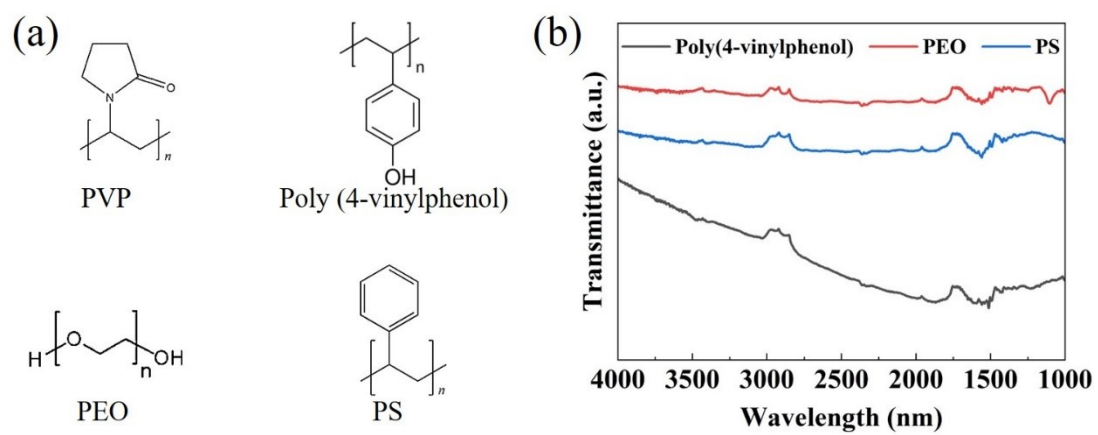 (a)
N
O
n
PVP
n
OH
Poly (4-vinylphenol)
H
O
n
OH
PEO
n
PS
(b)
Poly(4-vinylphenol) PEO PS
Transmittance (a.u.)
4000 3500 3000 2500 2000 1500 1000
Wavelength (nm)